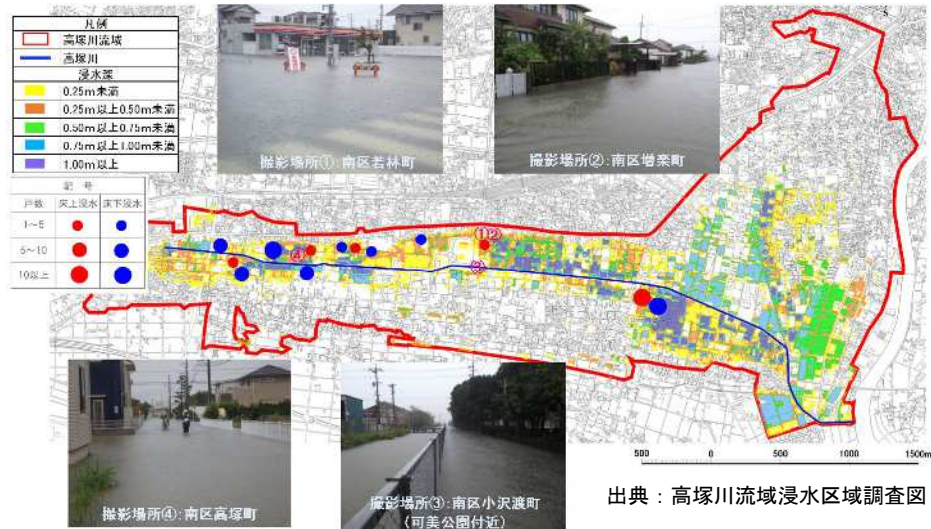 凡例
高塚川流域
高塚川
浸水深
0.25m未満
0.25m以上0.50m未満
0.50m以上0.75m未満
0.75m以上1.00m未満
1.00m以上
記 号
戸数 床上浸水 床下浸水
1～5
5～10
10以上
撮影場所①:南区若林町
撮影場所②:南区増楽町
①②
④
③
撮影場所④:南区高塚町
撮影場所③:南区小沢渡町
(可美公園付近)
500 0 500 1000 1500m
出典：高塚川流域浸水区域調査図